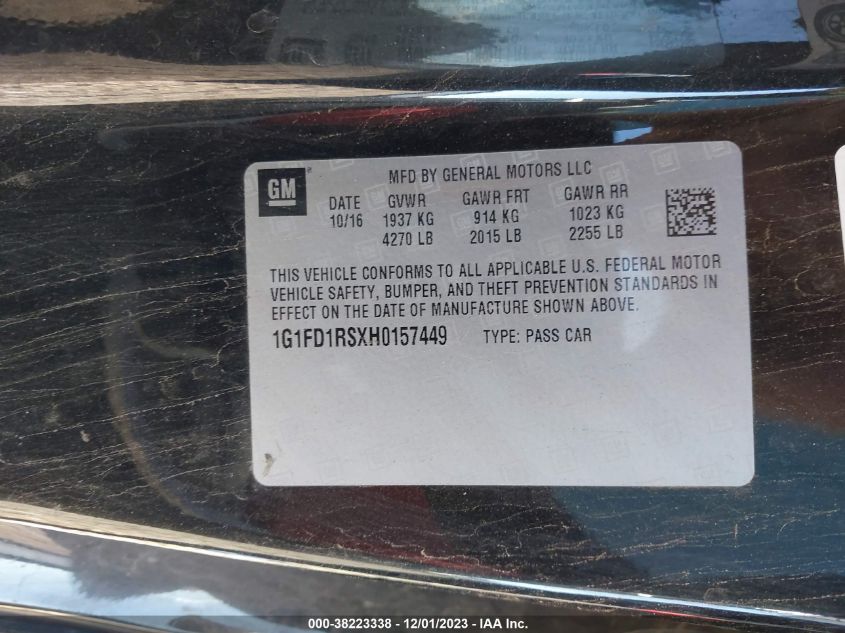 GM
MFD BY GENERAL MOTORS LLC
DATE GVWR GAWR FRT GAWR RR
10/16 1937 KG 914 KG 1023 KG
4270 LB 2015 LB 2255 LB
THIS VEHICLE CONFORMS TO ALL APPLICABLE U.S. FEDERAL MOTOR
VEHICLE SAFETY, BUMPER, AND THEFT PREVENTION STANDARDS IN
EFFECT ON THE DATE OF MANUFACTURE SHOWN ABOVE.
1G1FD1RSXH0157449 TYPE: PASS CAR
000-38223338 - 12/01/2023 - IAA Inc.